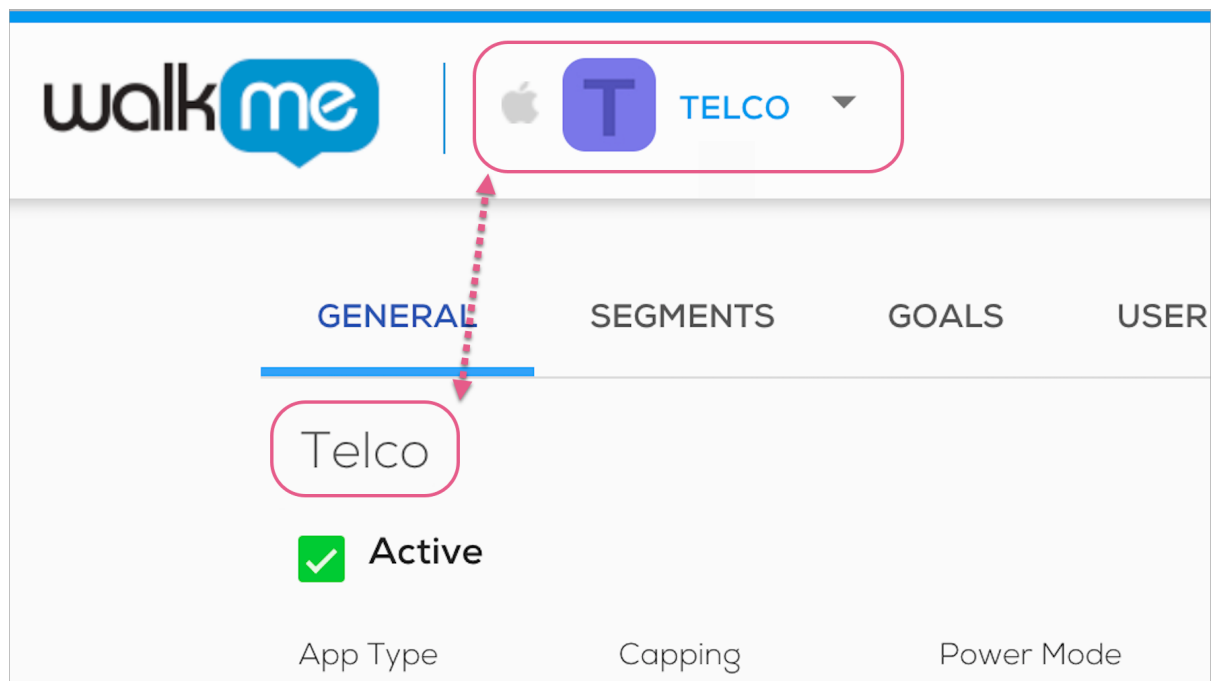 walkme T TELCO
GENERAL SEGMENTS GOALS USER
Telco
Active
App Type Capping Power Mode